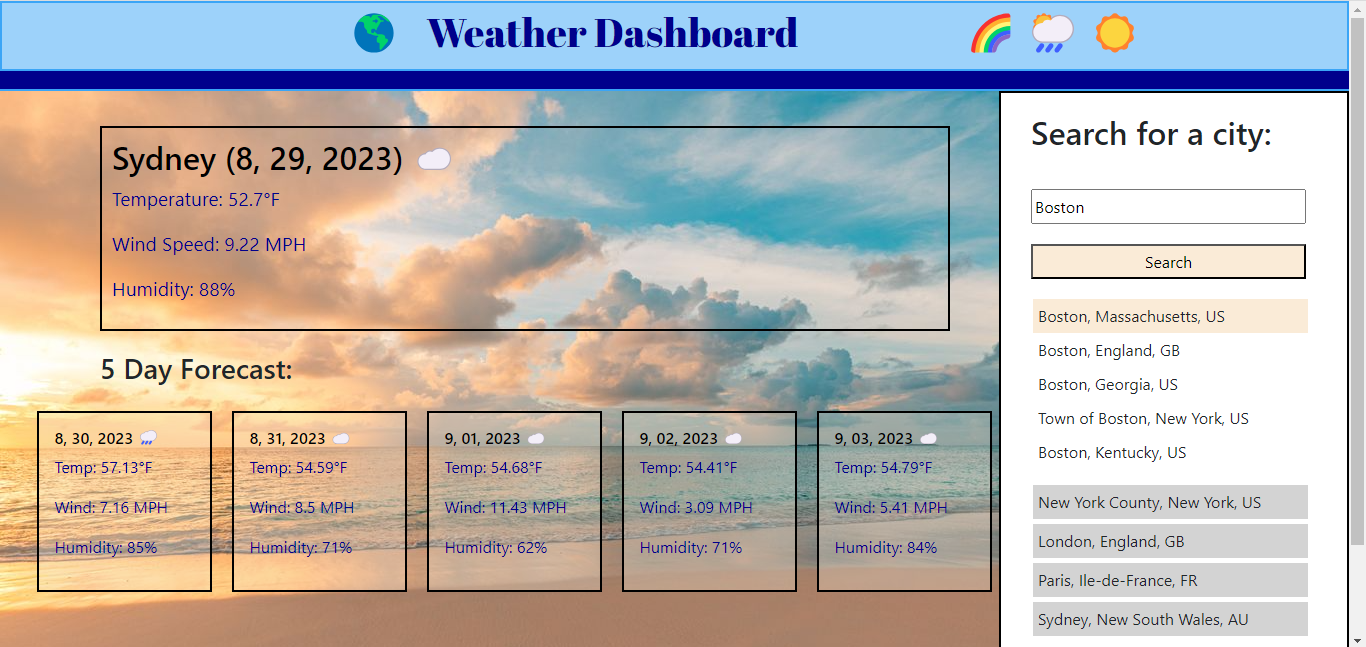 Weather Dashboard
Sydney (8, 29, 2023)
Temperature: 52.7°F
Wind Speed: 9.22 MPH
Humidity: 88%
5 Day Forecast:
8, 30, 2023
Temp: 57.13°F
Wind: 7.16 MPH
Humidity: 85%
8, 31, 2023
Temp: 54.59°F
Wind: 8.5 MPH
Humidity: 71%
9, 01, 2023
Temp: 54.68°F
Wind: 11.43 MPH
Humidity: 62%
9, 02, 2023
Temp: 54.41°F
Wind: 3.09 MPH
Humidity: 71%
9, 03, 2023
Temp: 54.79°F
Wind: 5.41 MPH
Humidity: 84%
Search for a city:
Boston
Search
Boston, Massachusetts, US
Boston, England, GB
Boston, Georgia, US
Town of Boston, New York, US
Boston, Kentucky, US
New York County, New York, US
London, England, GB
Paris, Ile-de-France, FR
Sydney, New South Wales, AU